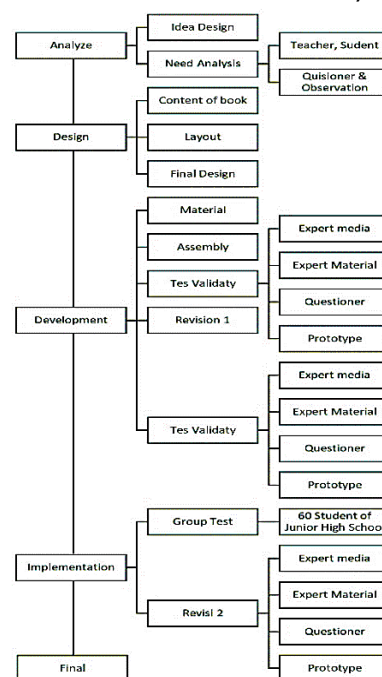 Analyze
Idea Design
Need Analysis
Teacher, Sudent
Quisioner &
Observation
Design
Content of book
Layout
Final Design
Development
Material
Assembly
Tes Validaty
Expert media
Expert Material
Questioner
Prototype
Revision 1
Tes Validaty
Expert media
Expert Material
Questioner
Prototype
Implementation
Group Test
60 Student of
Junior High School
Revisl 2
Expert media
Expert Material
Questioner
Prototype
Final